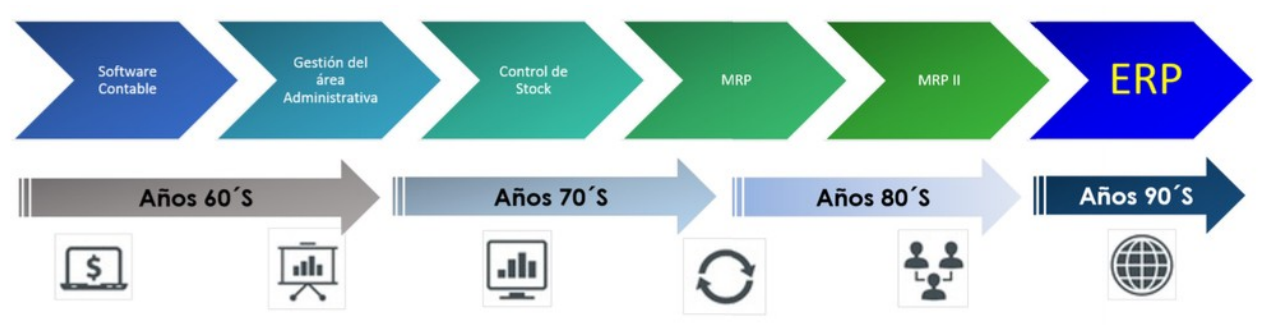 Software
Contable
Gestión del
área
Administrativa
Control de
Stock
MRP
MRP II
ERP
Años 60´S
Años 70´S
Años 80´S
Años 90´S
$